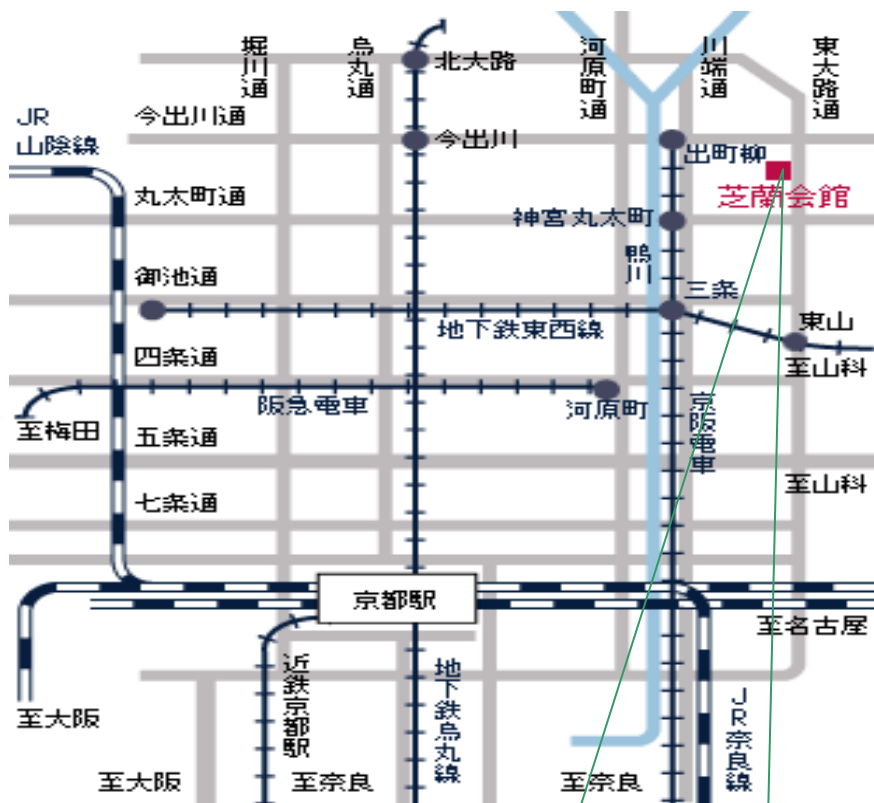 堀川通
烏丸通
河原町通
川端通
東大路通
北大路
今出川通
JR
山陰線
今出川
出町柳
芝蘭会館
丸太町通
神宮丸太町
鴨川
御池通
三条
地下鉄東西線
東山
四条通
至山科
阪急電車
河原町
京阪電車
至梅田
五条通
至山科
七条通
京都駅
至名古屋
近鉄京都駅
地下鉄烏丸線
JR奈良線
至大阪
至大阪
至奈良
至奈良